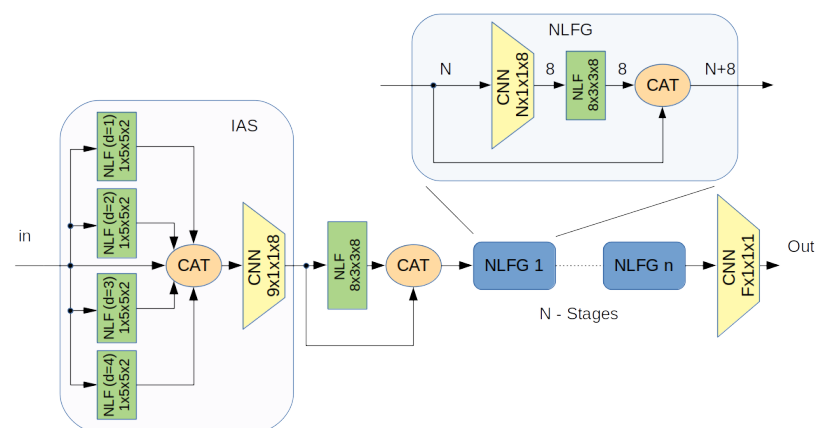 NLFG
N
CNN
Nx1x1x8
8
NLF
8x3x3x8
8
CAT
N+8
IAS
in
NLF (d=1)
1x5x5x2
NLF (d=2)
1x5x5x2
NLF (d=3)
1x5x5x2
NLF (d=4)
1x5x5x2
CAT
CNN
9x1x1x8
NLF
8x3x3x8
CAT
NLFG 1
NLFG n
N - Stages
CNN
Fx1x1x1
Out